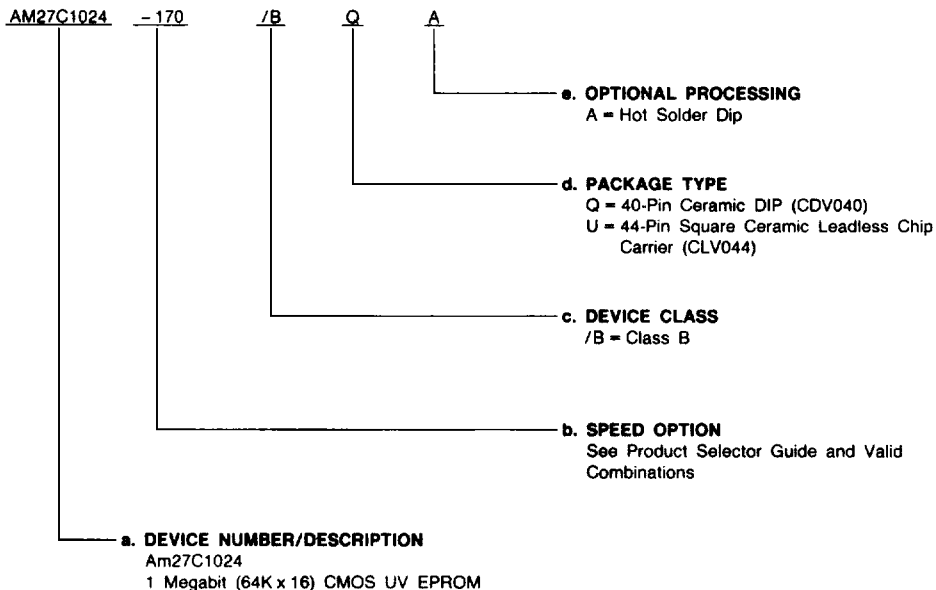 AM27C1024 -170 /B Q A
e. OPTIONAL PROCESSING
A = Hot Solder Dip
d. PACKAGE TYPE
Q = 40-Pin Ceramic DIP (CDV040)
U = 44-Pin Square Ceramic Leadless Chip
Carrier (CLV044)
c. DEVICE CLASS
/B = Class B
b. SPEED OPTION
See Product Selector Guide and Valid
Combinations
a. DEVICE NUMBER/DESCRIPTION
Am27C1024
1 Megabit (64K x 16) CMOS UV EPROM